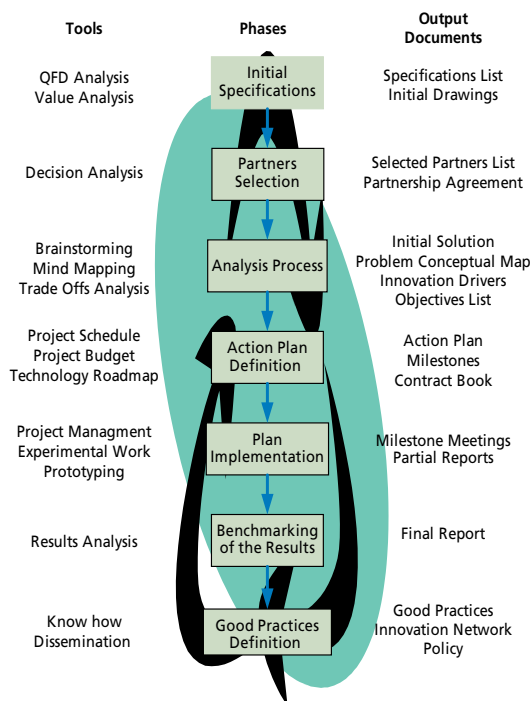 Tools
Phases
Output
Documents
QFD Analysis
Value Analysis
Initial
Specifications
Specifications List
Initial Drawings
Decision Analysis
Partners
Selection
Selected Partners List
Partnership Agreement
Brainstorming
Mind Mapping
Trade Offs Analysis
Analysis Process
Initial Solution
Problem Conceptual Map
Innovation Drivers
Objectives List
Project Schedule
Project Budget
Technology Roadmap
Action Plan
Definition
Action Plan
Milestones
Contract Book
Project Managment
Experimental Work
Prototyping
Plan
Implementation
Milestone Meetings
Partial Reports
Results Analysis
Benchmarking
of the Results
Final Report
Know how
Dissemination
Good Practices
Definition
Good Practices
Innovation Network
Policy